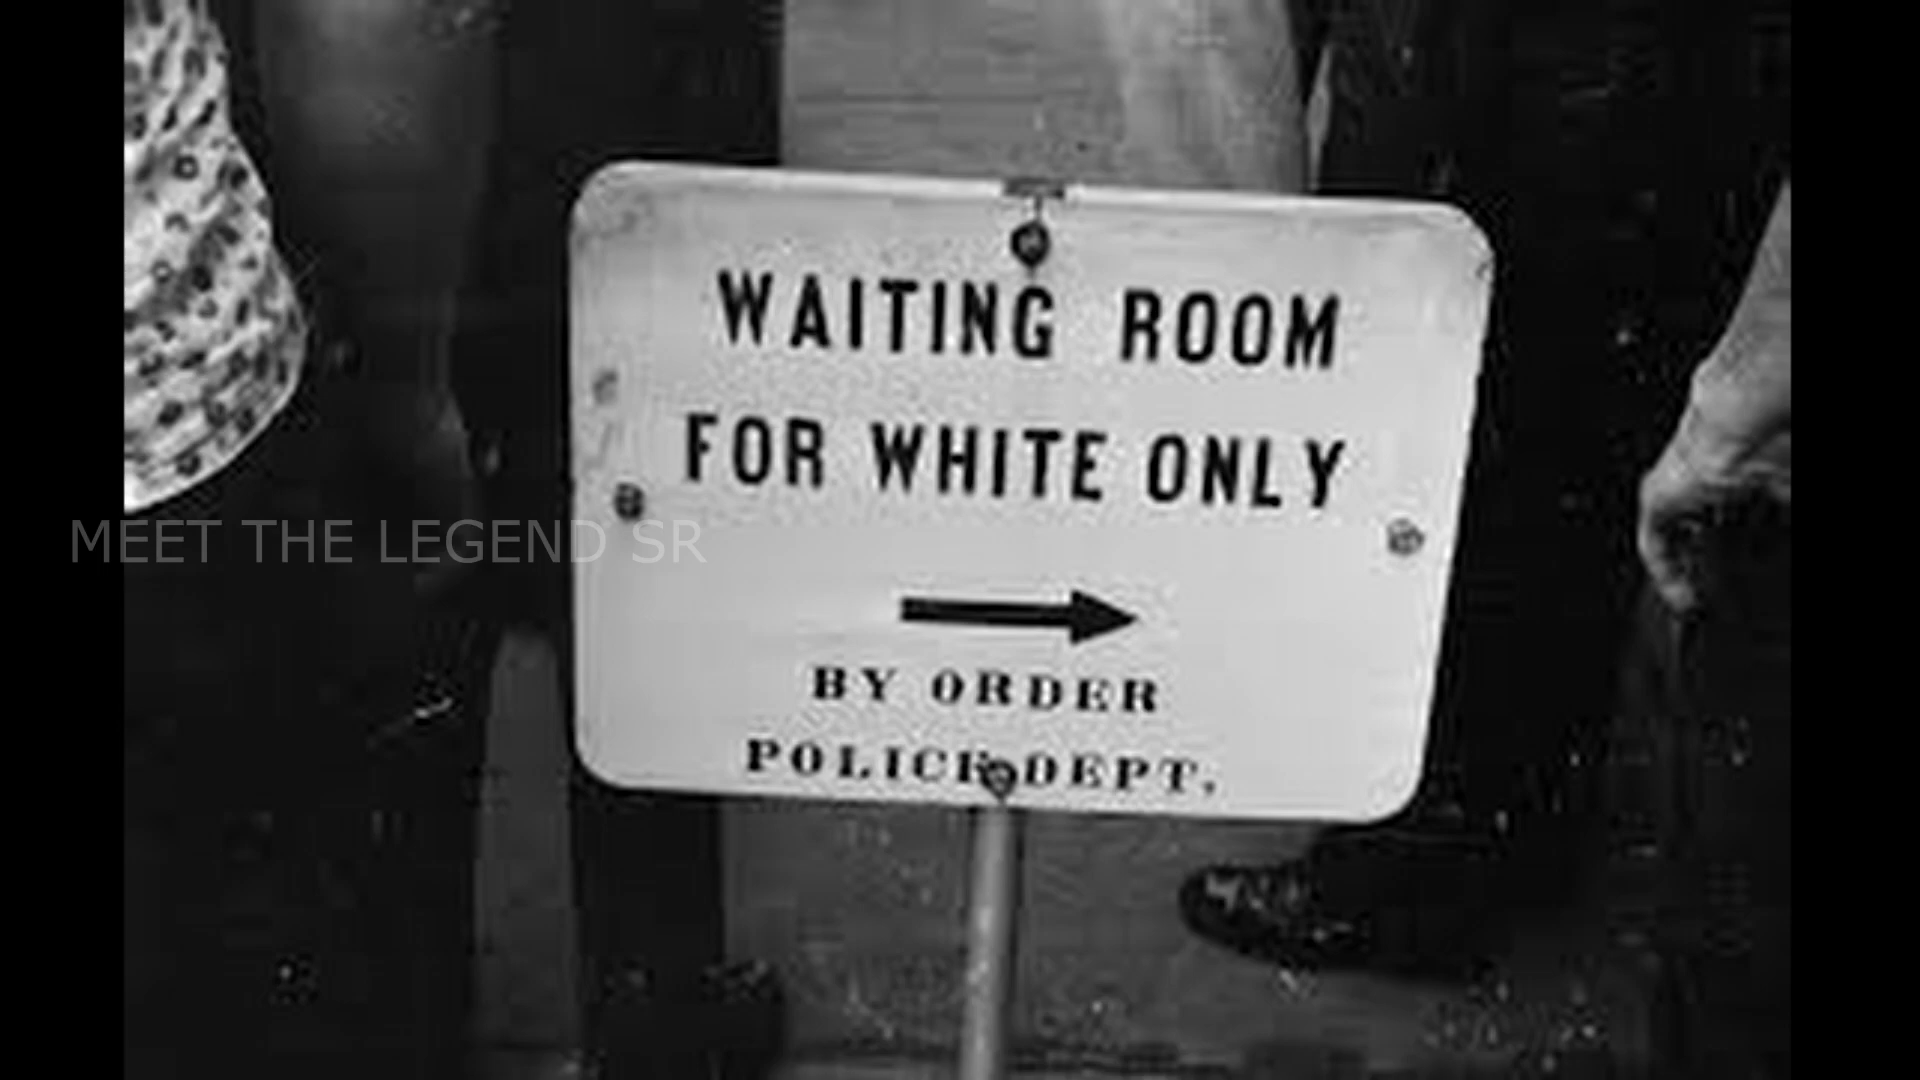 WAITING ROOM
FOR WHITE ONLY
BY ORDER
POLICE DEPT.
MEET THE LEGEND SR